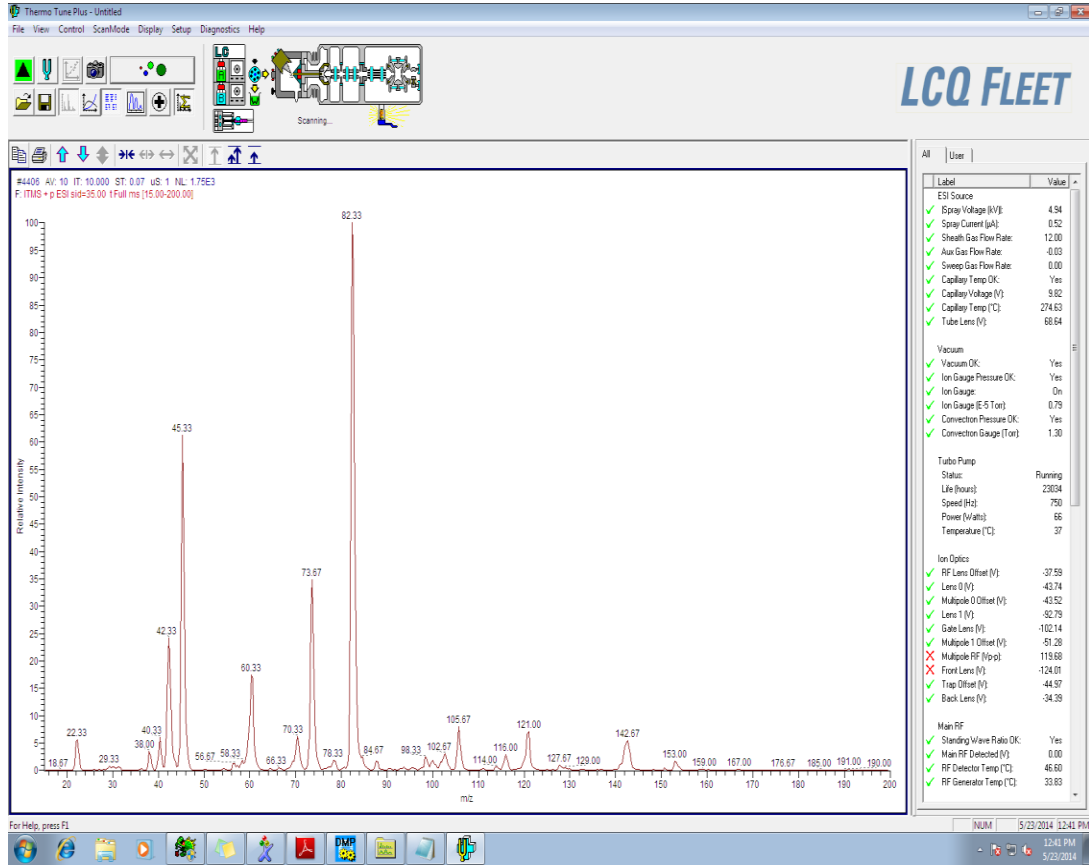 Thermo Tune Plus - Untitled
File View Control ScanMode Display Setup Diagnostics Help
LC
Scanning...
LCQ FLEET
#4406 AV: 10 IT: 10.000 ST: 0.07 uS: 1 NL: 1.75E3
F: ITMS + p ESI sid=35.00 t Full ms [15.00-200.00]
Relative Intensity
100
95
90
85
80
75
70
65
60
55
50
45
40
35
30
25
20
15
10
5
0
82.33
45.33
73.67
42.33
60.33
22.33
40.33
38.00
70.33
105.67
121.00
142.67
18.67
29.33
56.67
58.33
66.33
78.33
84.67
98.33
102.67
114.00
116.00
127.67
129.00
153.00
159.00
167.00
176.67
185.00
191.00
190.00
20 30 40 50 60 70 80 90 100 110 120 130 140 150 160 170 180 190 200
m/z
All User
Label Value
ESI Source
|Spray Voltage (kV)|: 4.94
Spray Current (µA): 0.52
Sheath Gas Flow Rate: 12.00
Aux Gas Flow Rate: -0.03
Sweep Gas Flow Rate: 0.00
Capillary Temp OK: Yes
Capillary Voltage (V): 9.82
Capillary Temp (°C): 274.63
Tube Lens (V): 68.64
Vacuum
Vacuum OK: Yes
Ion Gauge Pressure OK: Yes
Ion Gauge: On
Ion Gauge (E-5 Torr): 0.79
Convectron Pressure OK: Yes
Convectron Gauge (Torr): 1.30
Turbo Pump
Status: Running
Life (hours): 23034
Speed (Hz): 750
Power (Watts): 66
Temperature (°C): 37
Ion Optics
RF Lens Offset (V): -37.59
Lens 0 (V): -43.74
Multipole 0 Offset (V): -43.52
Lens 1 (V): -92.79
Gate Lens (V): -102.14
Multipole 1 Offset (V): -51.28
Multipole RF (Vp-p): 119.68
Front Lens (V): -124.01
Trap Offset (V): -44.97
Back Lens (V): -34.39
Main RF
Standing Wave Ratio OK: Yes
Main RF Detected (V): 0.00
RF Detector Temp (°C): 46.60
RF Generator Temp (°C): 33.83
For Help, press F1
NUM 5/23/2014 12:41 PM
DMP
12:41 PM
5/23/2014